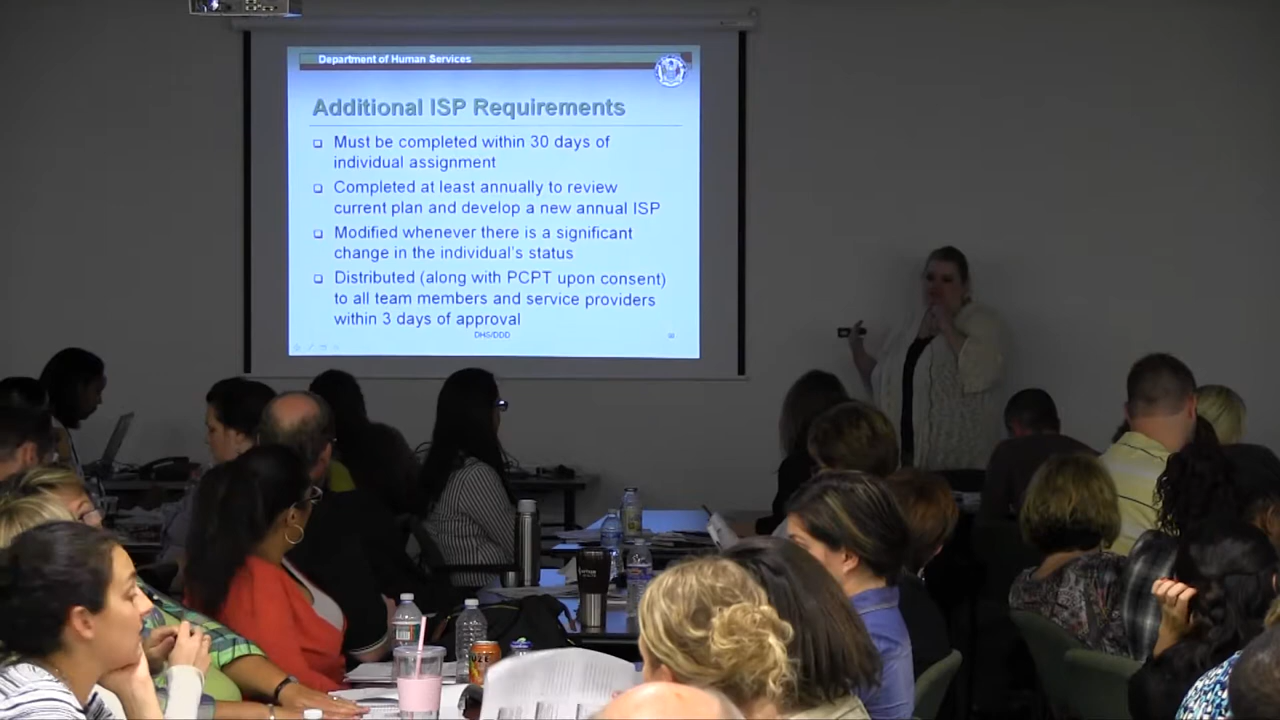 Department of Human Services
Additional ISP Requirements
Must be completed within 30 days of
individual assignment
Completed at least annually to review
current plan and develop a new annual ISP
Modified whenever there is a significant
change in the individual's status
Distributed (along with PCPT upon consent)
to all team members and service providers
within 3 days of approval
DHS/DDD